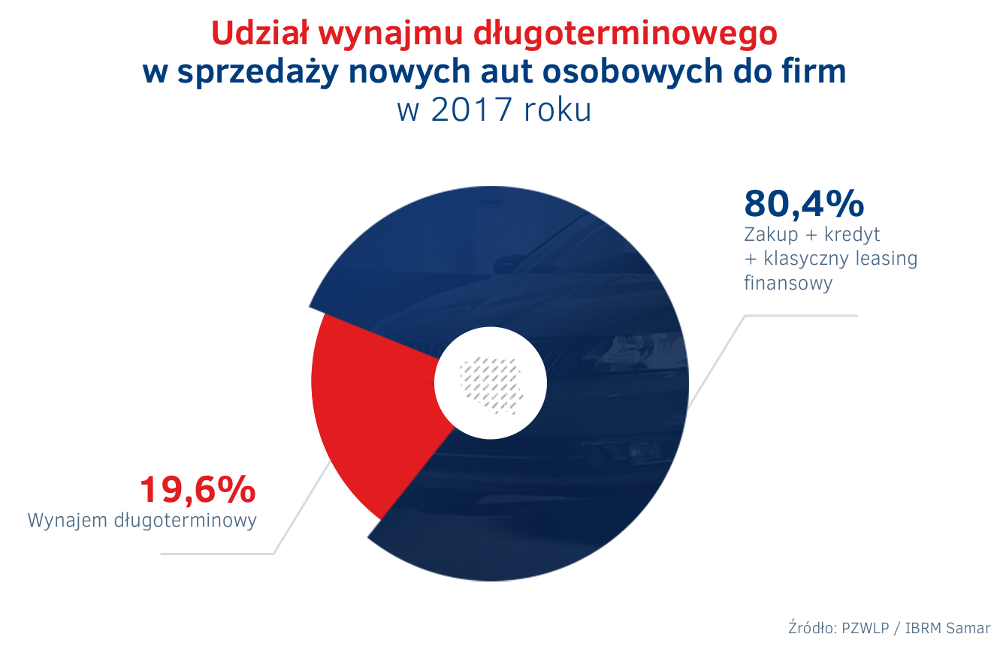 Udział wynajmu długoterminowego
w sprzedaży nowych aut osobowych do firm
w 2017 roku
80,4%
Zakup + kredyt
+ klasyczny leasing
finansowy
19,6%
Wynajem długoterminowy
Źródło: PZWLP / IBRM Samar